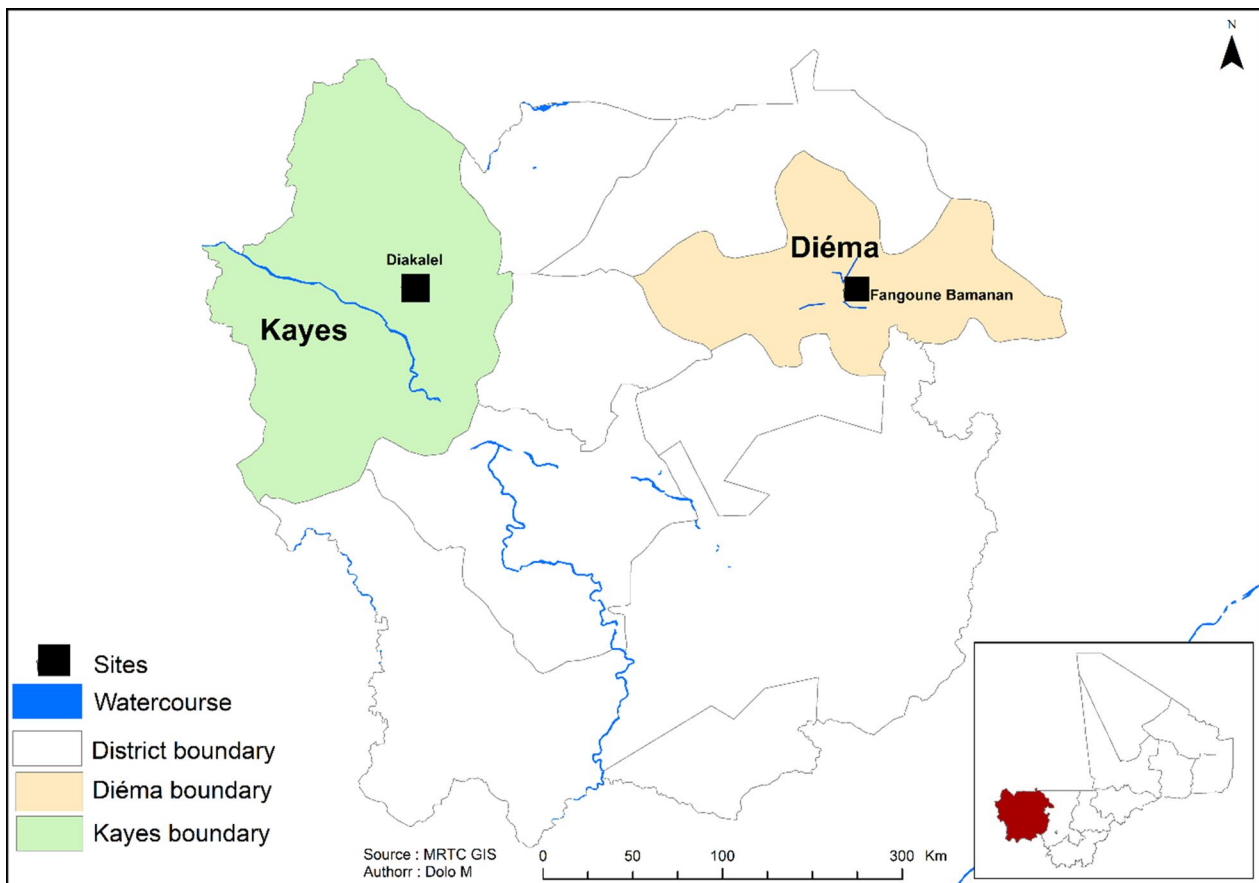 N
Diakalel
Diéma
Fangoune Bamanan
Kayes
Sites
Watercourse
District boundary
Diéma boundary
Kayes boundary
Source : MRTC GIS
Authorr : Dolo M
0 50 100 300 Km